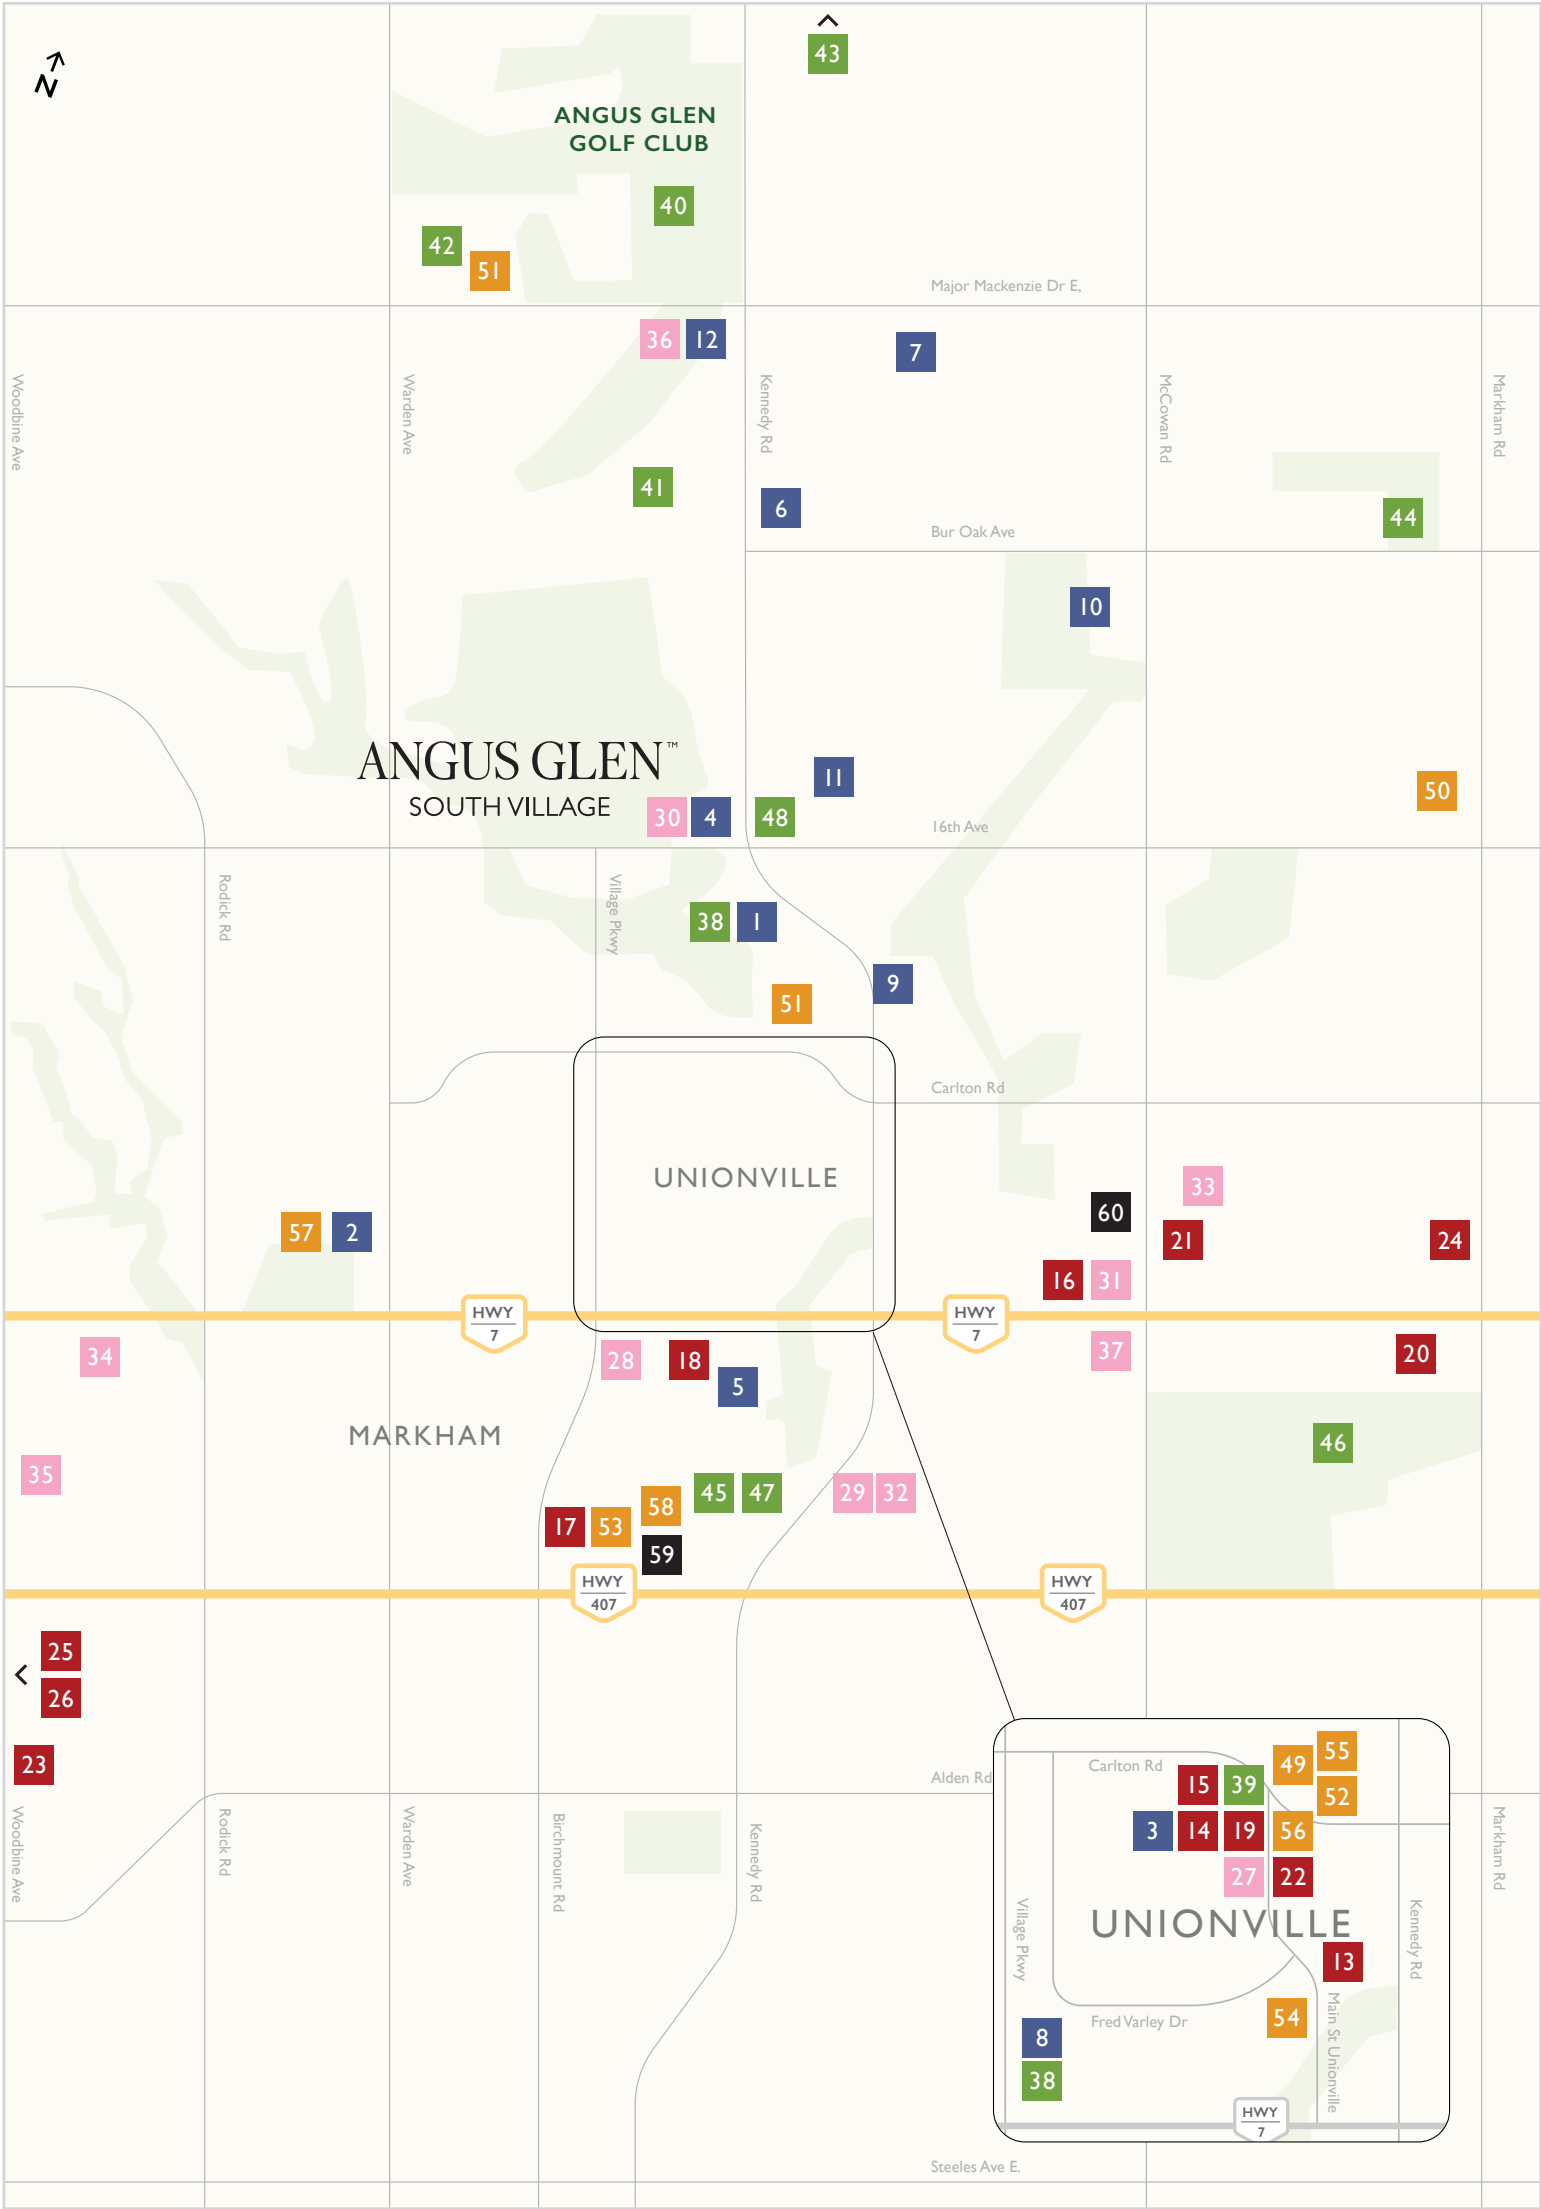 43
N
ANGUS GLEN
GOLF CLUB
40
42
51
Major Mackenzie Dr E,
36
12
7
Woodbine Ave
Warden Ave
Kennedy Rd
McCowan Rd
Markham Rd
41
6
44
Bur Oak Ave
10
ANGUS GLEN™
SOUTH VILLAGE
11
50
30
4
48
16th Ave
Rodick Rd
Village Pkwy
38
1
9
51
Carlton Rd
UNIONVILLE
33
60
57
2
21
24
16
31
HWY
7
HWY
7
34
28
18
37
20
5
MARKHAM
46
35
45
47
29
32
58
17
53
59
HWY
407
HWY
407
25
26
23
Alden Rd
Woodbine Ave
Rodick Rd
Warden Ave
Birchmount Rd
Kennedy Rd
Markham Rd
Carlton Rd
49
55
15
39
52
3
14
19
56
27
22
UNIONVILLE
Village Pkwy
Kennedy Rd
13
54
Fred Varley Dr
Main St Unionville
8
38
HWY
7
Steeles Ave E.